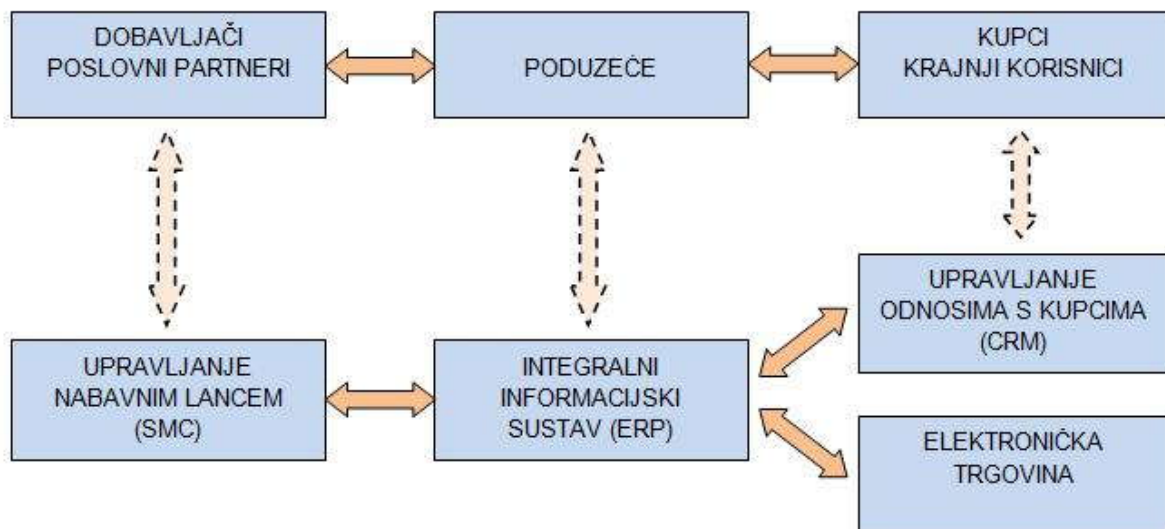 DOBAVLJAČI
POSLOVNI PARTNERI
PODUZEĆE
KUPCI
KRAJNJI KORISNICI
UPRAVLJANJE
NABAVNIM LANCEM
(SMC)
INTEGRALNI
INFORMACIJSKI
SUSTAV (ERP)
UPRAVLJANJE
ODNOSIMA S KUPCIMA
(CRM)
ELEKTRONIČKA
TRGOVINA